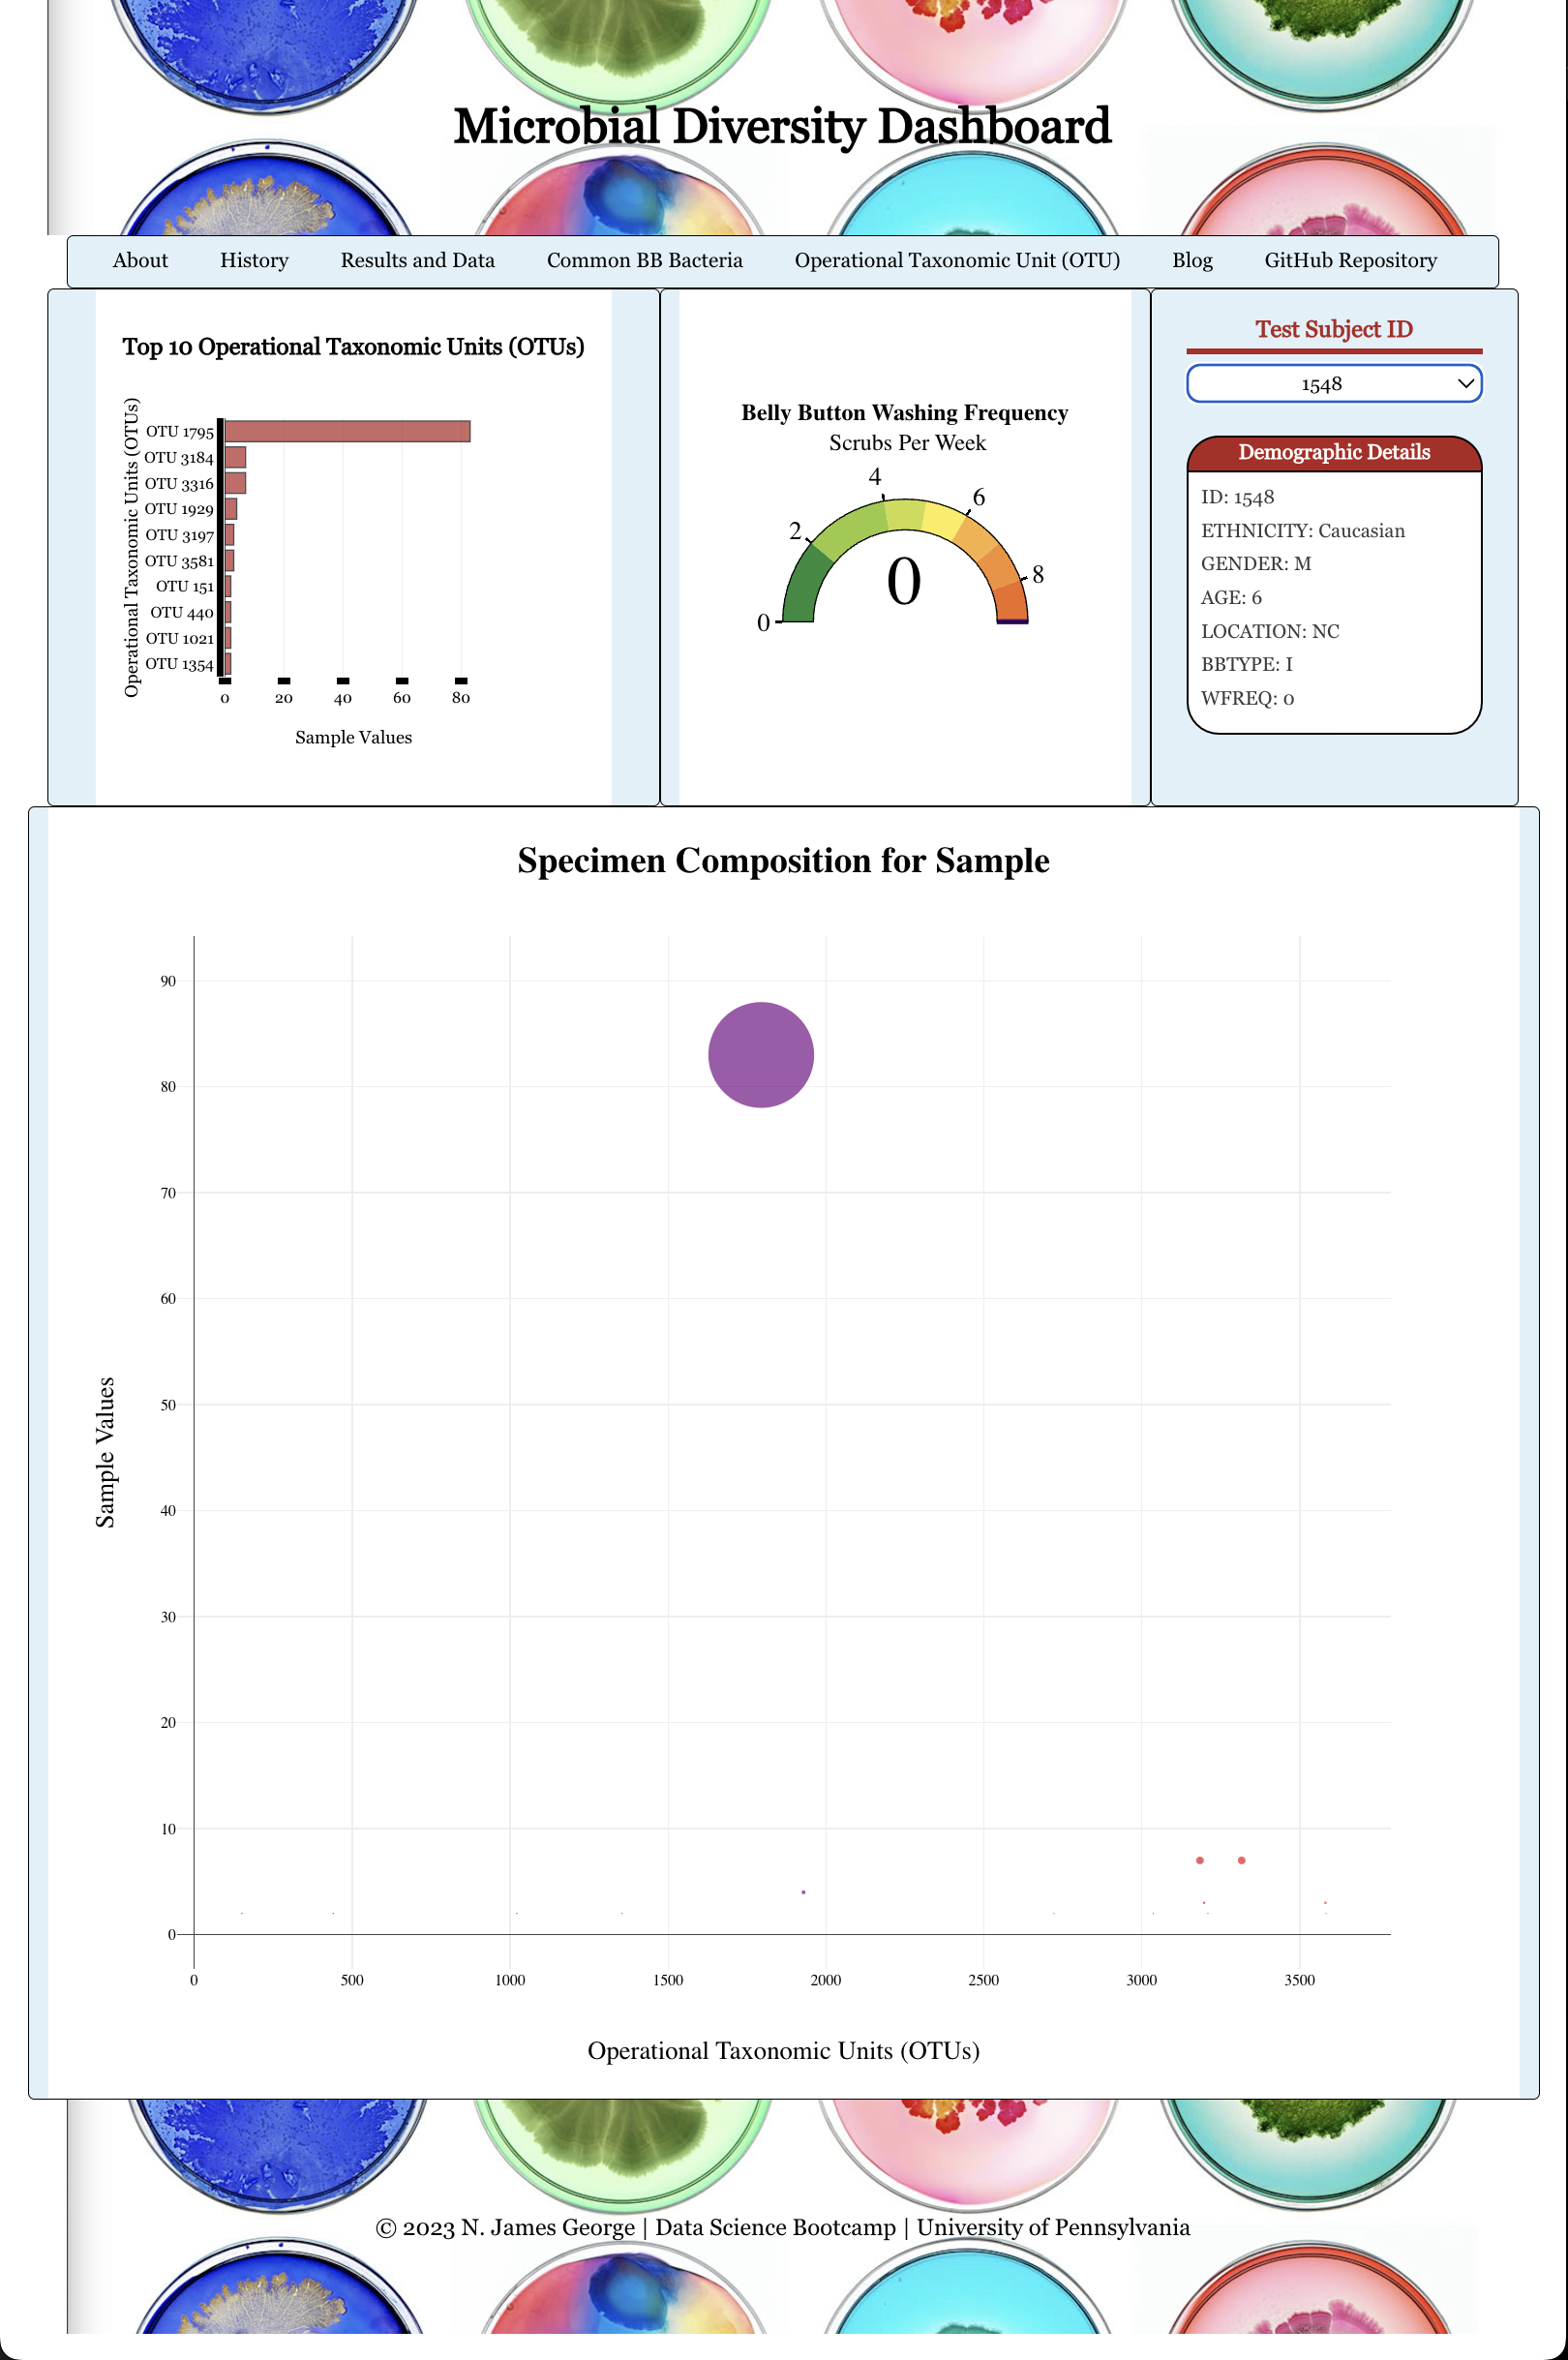 Microbial Diversity Dashboard
About History Results and Data Common BB Bacteria Operational Taxonomic Unit (OTU) Blog GitHub Repository
Top 10 Operational Taxonomic Units (OTUs)
Operational Taxonomic Units (OTUs)
OTU 1795
OTU 3184
OTU 3316
OTU 1929
OTU 3197
OTU 3581
OTU 151
OTU 440
OTU 1021
OTU 1354
0 20 40 60 80
Sample Values
Belly Button Washing Frequency
Scrubs Per Week
0
2
4
6
8
0
Test Subject ID
1548
Demographic Details
ID: 1548
ETHNICITY: Caucasian
GENDER: M
AGE: 6
LOCATION: NC
BBTYPE: I
WFREQ: 0
Specimen Composition for Sample
Sample Values
90
80
70
60
50
40
30
20
10
0
0 500 1000 1500 2000 2500 3000 3500
Operational Taxonomic Units (OTUs)
© 2023 N. James George | Data Science Bootcamp | University of Pennsylvania